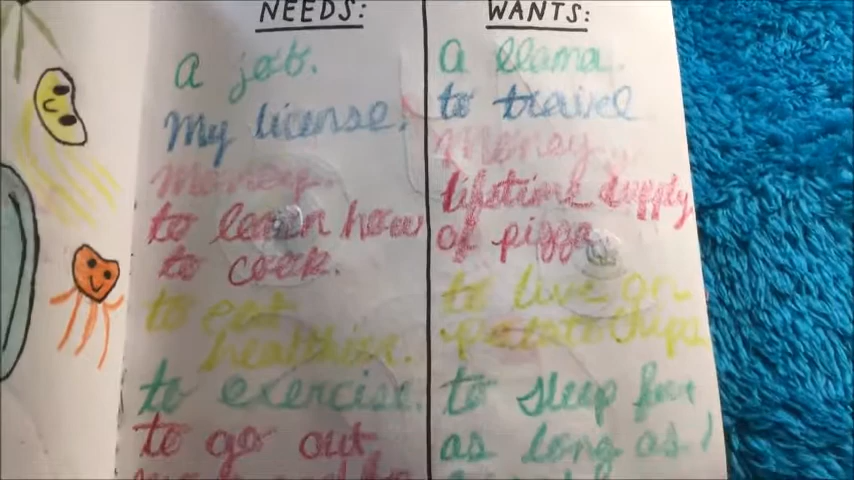 NEEDS:
a job.
My license.
Money.
to learn how
to cook.
to eat
healthier.
to exercise.
to go out
WANTS:
a llama.
to travel
Money.
lifetime supply
of pizza
to live on
potato chips.
to sleep for
as long as I